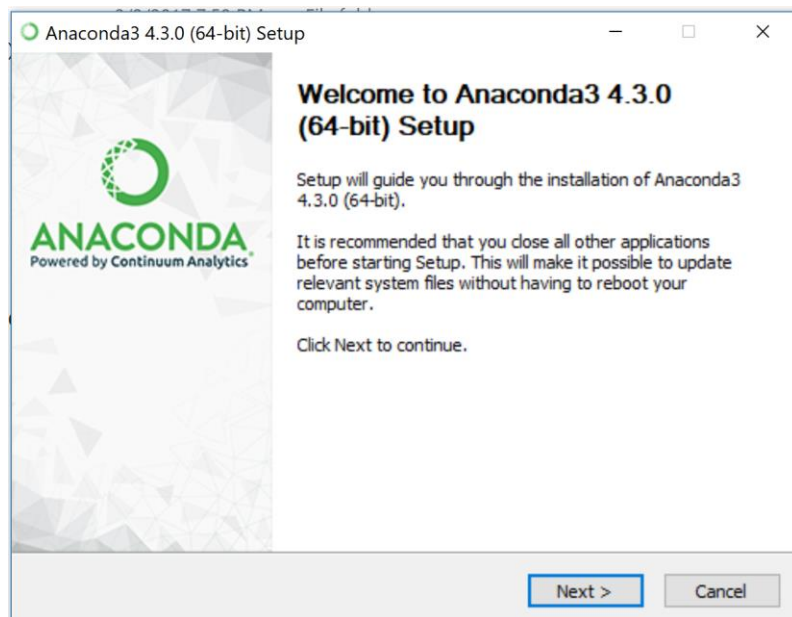 Anaconda3 4.3.0 (64-bit) Setup
Welcome to Anaconda3 4.3.0
(64-bit) Setup
Setup will guide you through the installation of Anaconda3
4.3.0 (64-bit).
It is recommended that you close all other applications
before starting Setup. This will make it possible to update
relevant system files without having to reboot your
computer.
Click Next to continue.
ANACONDA
Powered by Continuum Analytics
Next >
Cancel